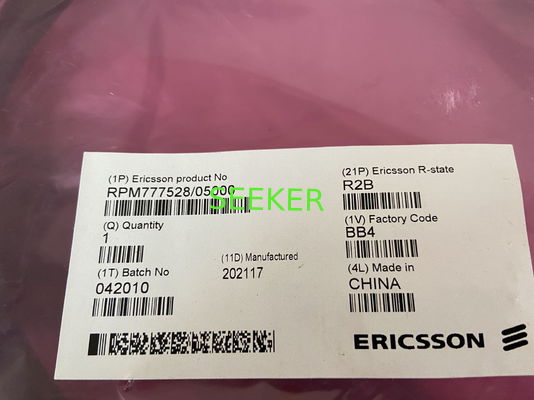 (1P) Ericsson product No
RPM777528/05000
(Q) Quantity
1
(1T) Batch No
042010
(11D) Manufactured
202117
(21P) Ericsson R-state
R2B
(1V) Factory Code
BB4
(4L) Made in
CHINA
ERICSSON
SEEKER